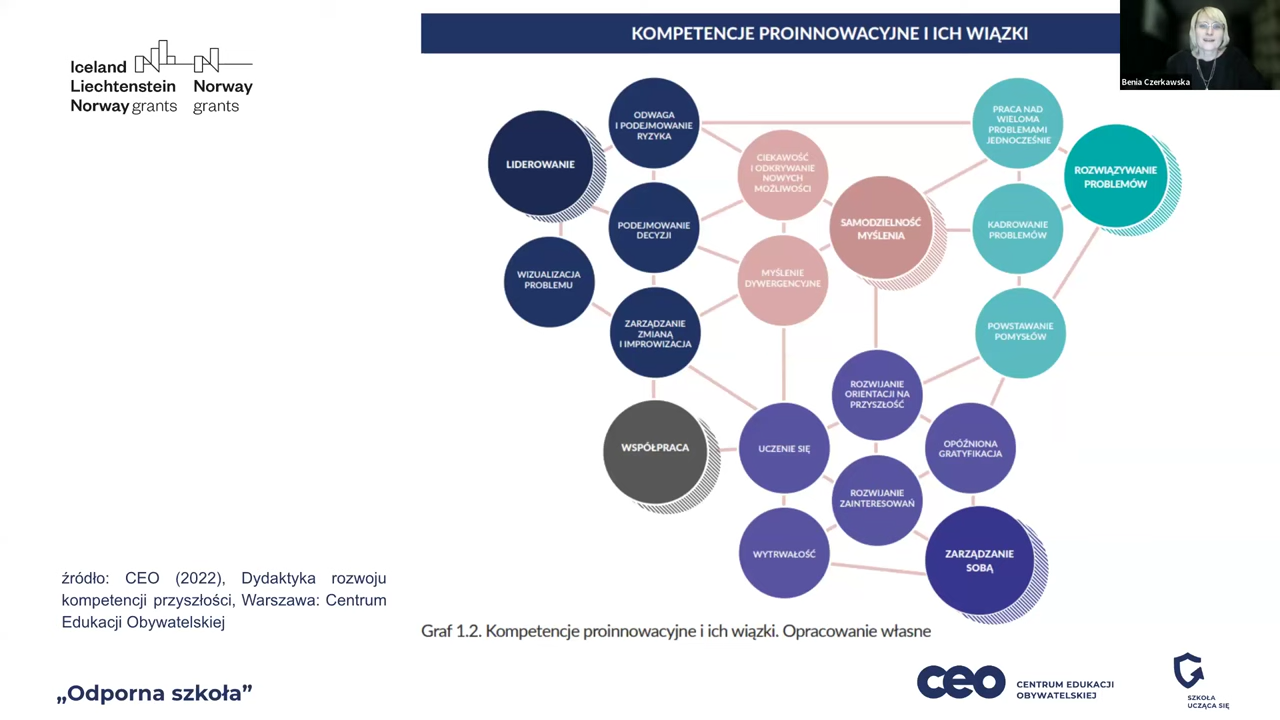 KOMPETENCJE PROINNOWACYJNE I ICH WIĄZKI
Benia Czerkawska
Iceland
Liechtenstein
Norway grants
Norway
grants
LIDEROWANIE
ODWAGA
I PODEJMOWANIE
RYZYKA
CIEKAWOŚĆ
I ODKRYWANIE
NOWYCH
MOŻLIWOŚCI
PRACA NAD
WIELOMA
PROBLEMAMI
JEDNOCZEŚNIE
ROZWIĄZYWANIE
PROBLEMÓW
PODEJMOWANIE
DECYZJI
SAMODZIELNOŚĆ
MYŚLENIA
KADROWANIE
PROBLEMÓW
WIZUALIZACJA
PROBLEMU
MYŚLENIE
DYWERGENCYJNE
ZARZĄDZANIE
ZMIANĄ
I IMPROWIZACJA
POWSTAWANIE
POMYSŁÓW
ROZWIJANIE
ORIENTACJI NA
PRZYSZŁOŚĆ
WSPÓŁPRACA
UCZENIE SIĘ
OPÓŹNIONA
GRATYFIKACJA
ROZWIJANIE
ZAINTERESOWAŃ
WYTRWAŁOŚĆ
ZARZĄDZANIE
SOBĄ
źródło: CEO (2022), Dydaktyka rozwoju
kompetencji przyszłości, Warszawa: Centrum
Edukacji Obywatelskiej
Graf 1.2. Kompetencje proinnowacyjne i ich wiązki. Opracowanie własne
„Odporna szkoła”
ceo
CENTRUM EDUKACJI
OBYWATELSKIEJ
SZKOŁA
UCZĄCA SIĘ